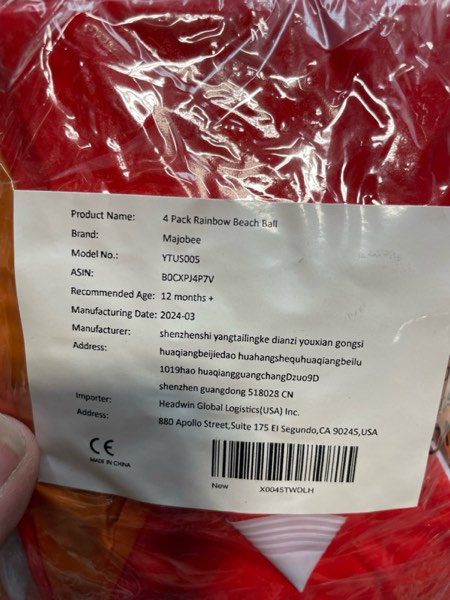 Product Name: 4 Pack Rainbow Beach Ball
Brand: Majobee
Model No.: YTUS005
ASIN: B0CXPJ4P7V
Recommended Age: 12 months +
Manufacturing Date: 2024-03
Manufacturer: shenzhenshi yangtailingke dianzi youxian gongsi
Address: huaqiangbeijiedao huahangshequhuaqiangbeilu
1019hao huaqiangguangchangDzuo9D
shenzhen guangdong 518028 CN
Importer: Headwin Global Logistics(USA) Inc.
Address: 880 Apollo Street,Suite 175 El Segundo,CA 90245,USA
CE
MADE IN CHINA
New X0045TWDLH